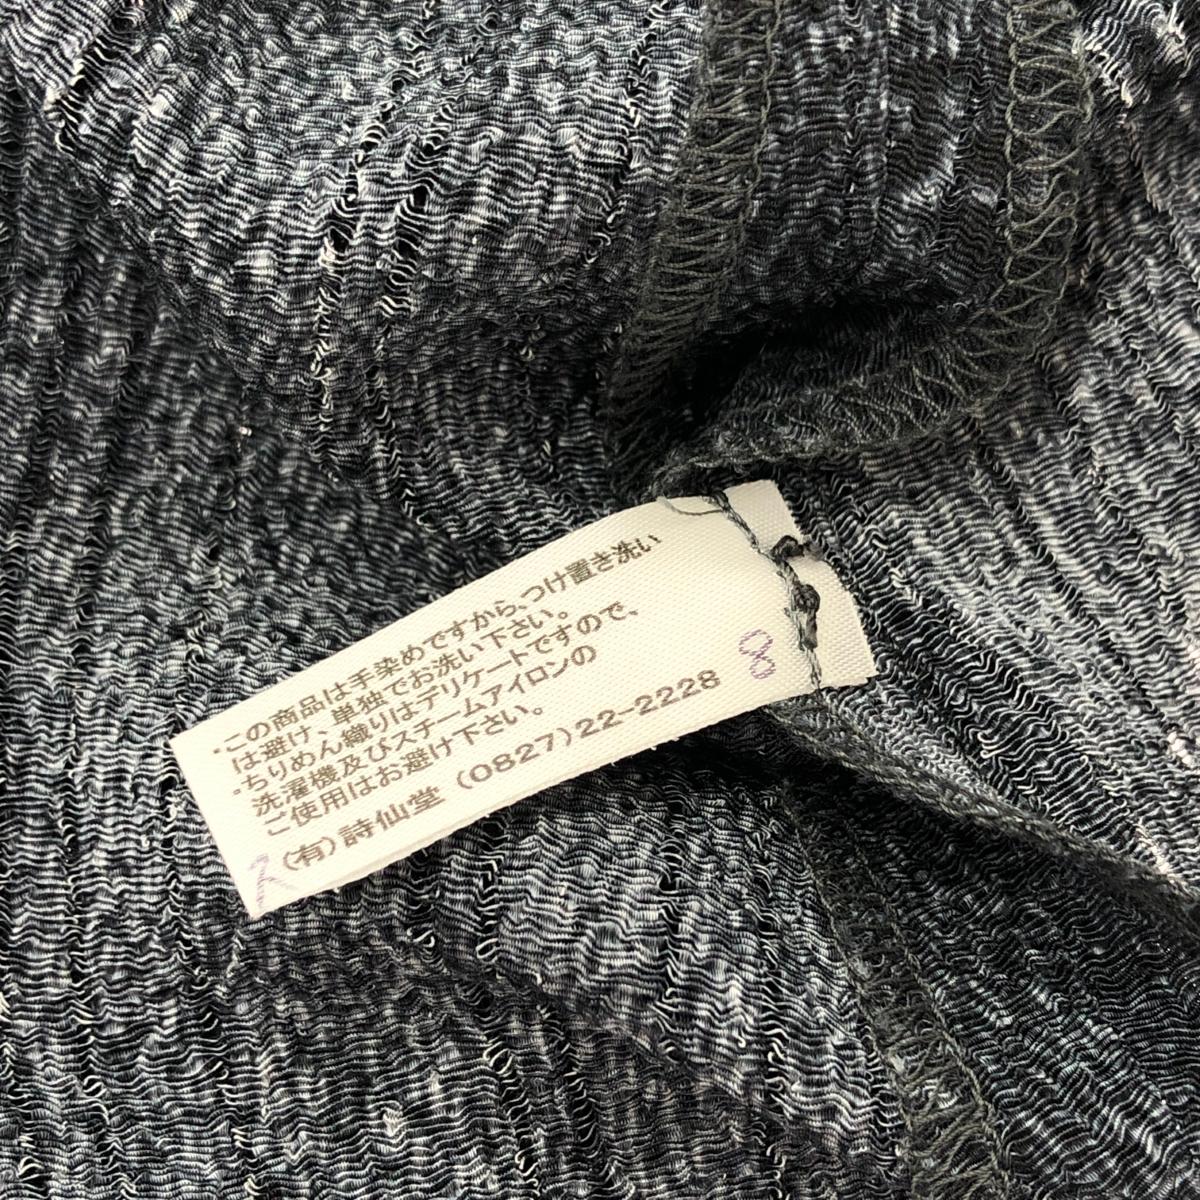 ・この商品は手染めですから、つけ置き洗い
は避け、単独でお洗い下さい。
・ちりめん織りはデリケートですので、
洗濯機及びスチームアイロンの
ご使用はお避け下さい。
(有)詩仙堂 (0827)22-2228
8